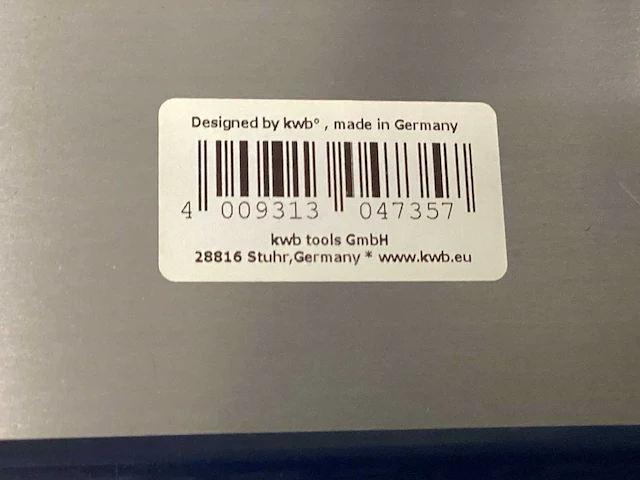 Designed by kwb° , made in Germany
4 009313 047357
kwb tools GmbH
28816 Stuhr,Germany * www.kwb.eu